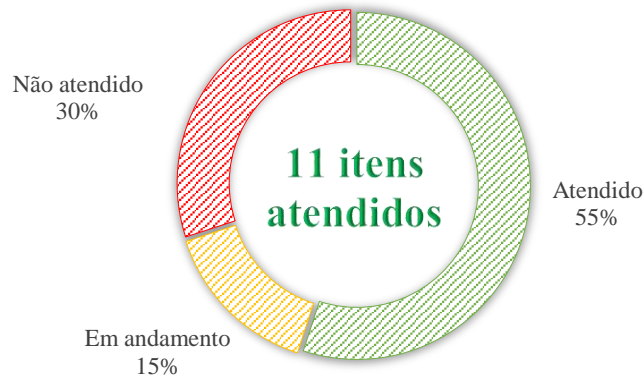 Não atendido
30%
11 itens
atendidos
Atendido
55%
Em andamento
15%